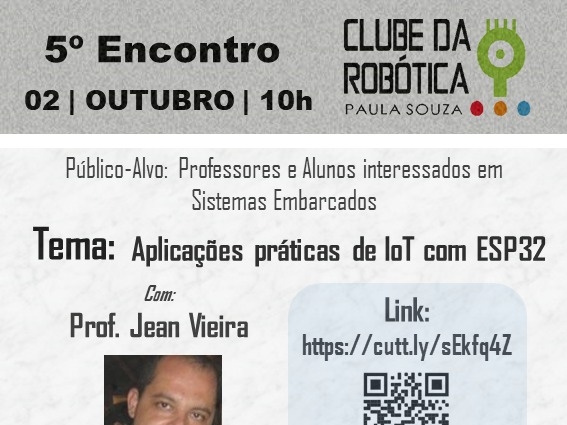 5º Encontro
02 | OUTUBRO | 10h
CLUBE DA
ROBÓTICA
PAULA SOUZA
Público-Alvo: Professores e Alunos interessados em
Sistemas Embarcados
Tema: Aplicações práticas de IoT com ESP32
Com:
Prof. Jean Vieira
Link:
https://cutt.ly/sEkfq4Z